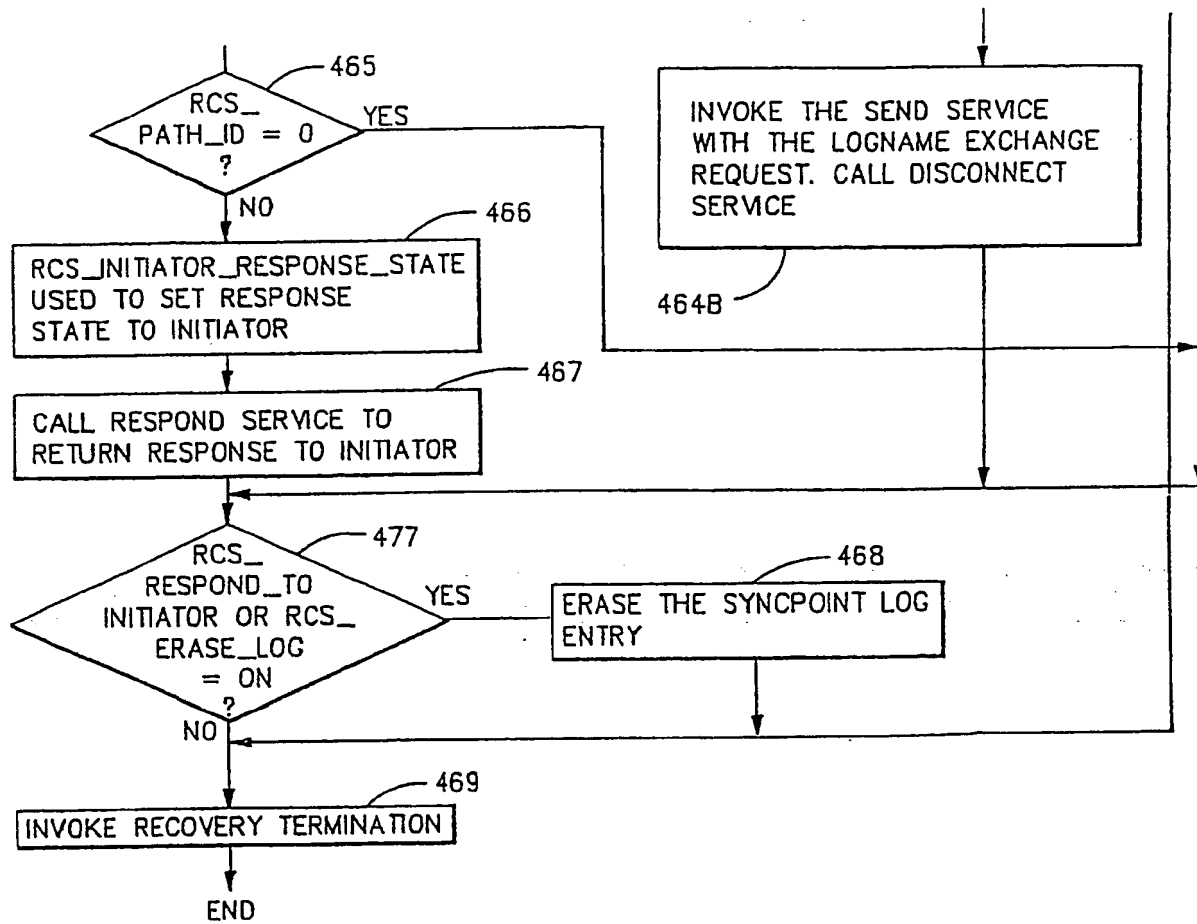 465
RCS_
PATH_ID = 0
?
YES
NO
466
RCS_INITIATOR_RESPONSE_STATE
USED TO SET RESPONSE
STATE TO INITIATOR
467
CALL RESPOND SERVICE TO
RETURN RESPONSE TO INITIATOR
INVOKE THE SEND SERVICE
WITH THE LOGNAME EXCHANGE
REQUEST. CALL DISCONNECT
SERVICE
464B
477
RCS_
RESPOND_TO
INITIATOR OR RCS_
ERASE_LOG
= ON
?
YES
NO
468
ERASE THE SYNCPOINT LOG
ENTRY
469
INVOKE RECOVERY TERMINATION
END